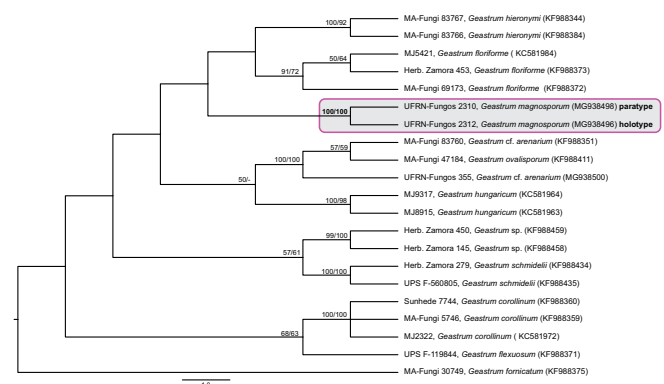 100/92
MA-Fungi 83767, Geastrum hieronymi (KF988344)
MA-Fungi 83766, Geastrum hieronymi (KF988384)
50/64
MJ5421, Geastrum floriforme ( KC581984)
91/72
Herb. Zamora 453, Geastrum floriforme (KF988373)
MA-Fungi 69173, Geastrum floriforme (KF988372)
100/100
UFRN-Fungos 2310, Geastrum magnosporum (MG938498) paratype
UFRN-Fungos 2312, Geastrum magnosporum (MG938496) holotype
57/59
MA-Fungi 83760, Geastrum cf. arenarium (KF988351)
100/100
MA-Fungi 47184, Geastrum ovalisporum (KF988411)
50/-
UFRN-Fungos 355, Geastrum cf. arenarium (MG938500)
100/98
MJ9317, Geastrum hungaricum (KC581964)
MJ8915, Geastrum hungaricum (KC581963)
99/100
Herb. Zamora 450, Geastrum sp. (KF988459)
57/61
Herb. Zamora 145, Geastrum sp. (KF988458)
100/100
Herb. Zamora 279, Geastrum schmidelii (KF988434)
UPS F-560805, Geastrum schmidelii (KF988435)
Sunhede 7744, Geastrum corollinum (KF988360)
100/100
MA-Fungi 5746, Geastrum corollinum (KF988359)
68/63
MJ2322, Geastrum corollinum ( KC581972)
UPS F-119844, Geastrum flexuosum (KF988371)
MA-Fungi 30749, Geastrum fornicatum (KF988375)